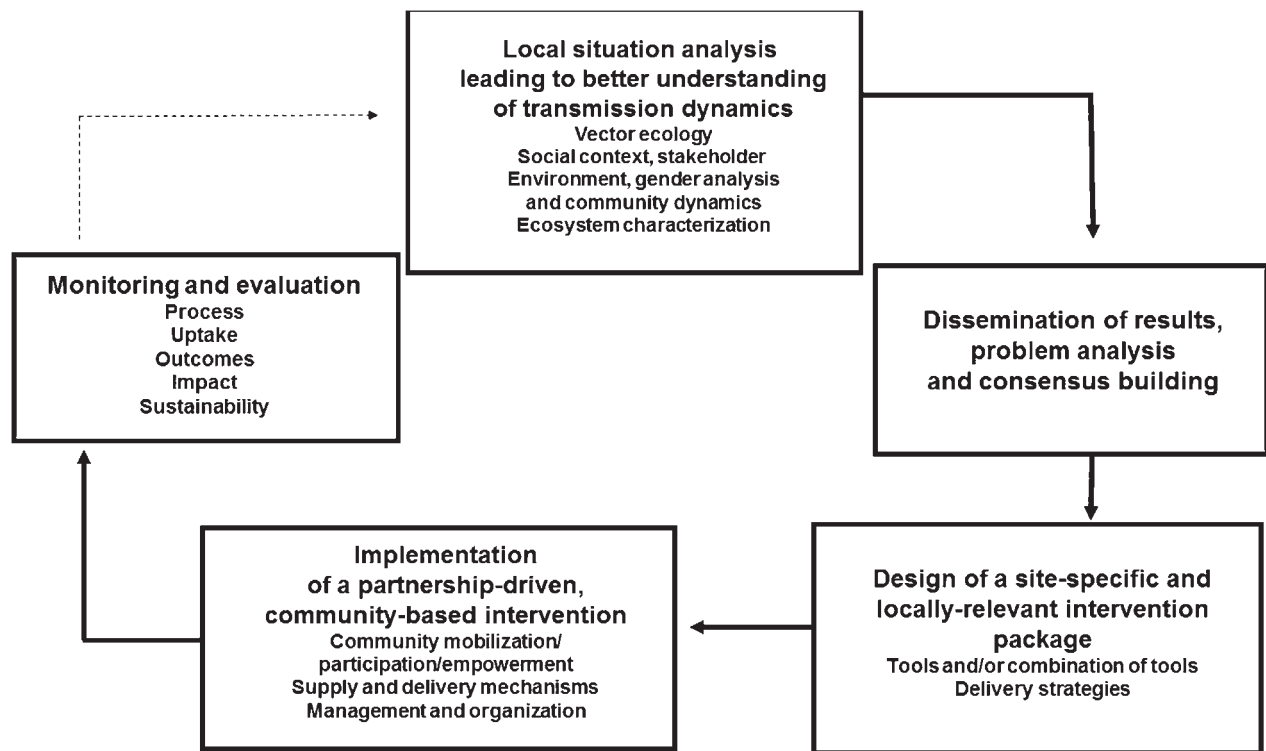 Local situation analysis
leading to better understanding
of transmission dynamics
Vector ecology
Social context, stakeholder
Environment, gender analysis
and community dynamics
Ecosystem characterization
Dissemination of results,
problem analysis
and consensus building
Design of a site-specific and
locally-relevant intervention
package
Tools and/or combination of tools
Delivery strategies
Implementation
of a partnership-driven,
community-based intervention
Community mobilization/
participation/empowerment
Supply and delivery mechanisms
Management and organization
Monitoring and evaluation
Process
Uptake
Outcomes
Impact
Sustainability